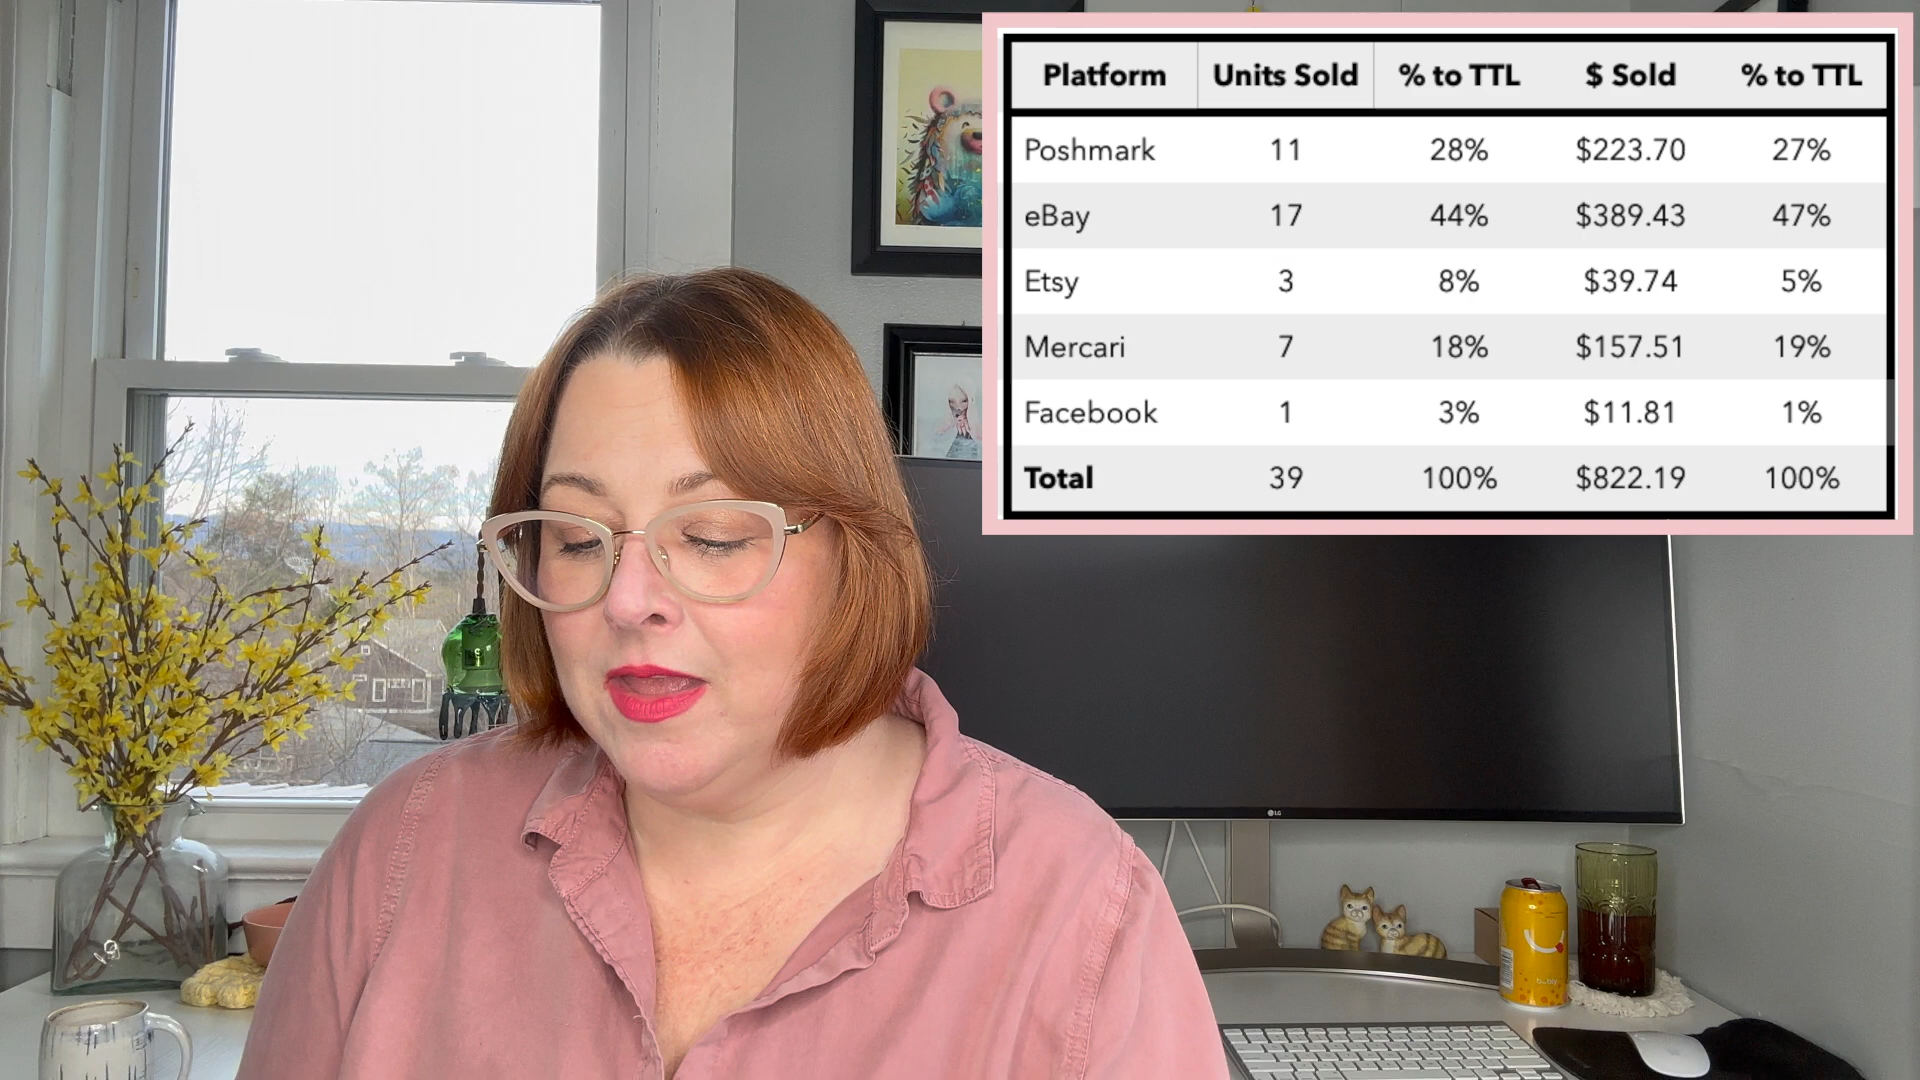 Platform Units Sold % to TTL $ Sold % to TTL
Poshmark 11 28% $223.70 27%
eBay 17 44% $389.43 47%
Etsy 3 8% $39.74 5%
Mercari 7 18% $157.51 19%
Facebook 1 3% $11.81 1%
Total 39 100% $822.19 100%
LG
bubly